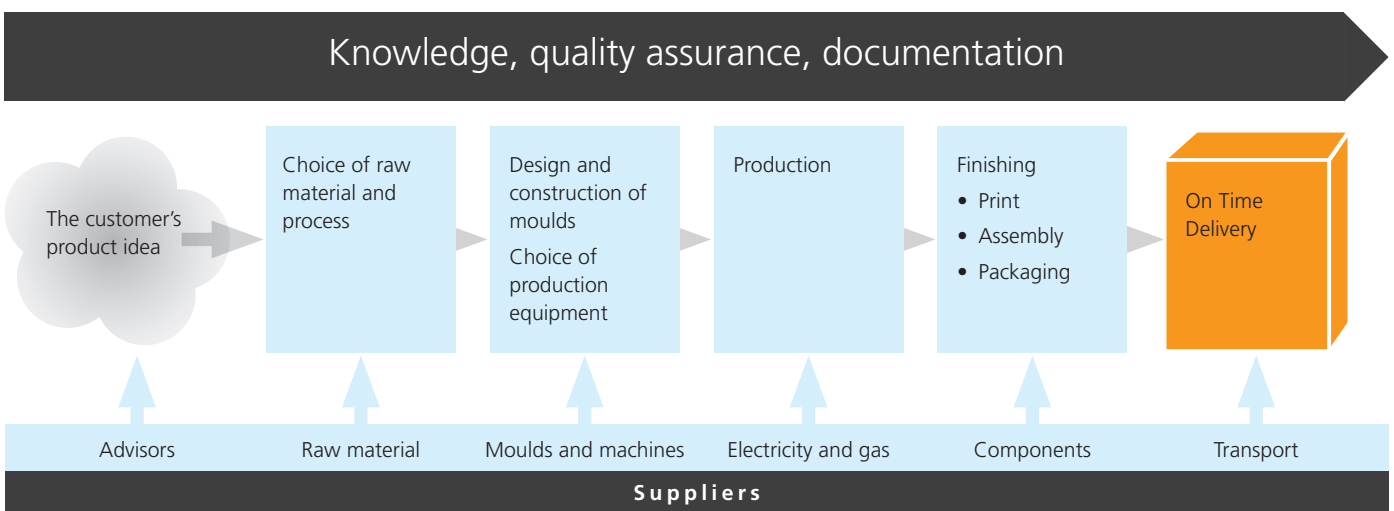 Knowledge, quality assurance, documentation
The customer’s
product idea
Choice of raw
material and
process
Design and
construction of
moulds
Choice of
production
equipment
Production
Finishing
• Print
• Assembly
• Packaging
On Time
Delivery
Advisors
Raw material
Moulds and machines
Electricity and gas
Components
Transport
Suppliers